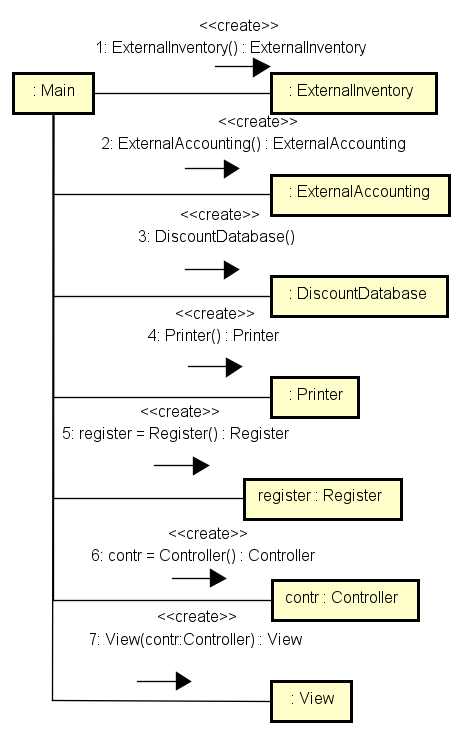 <<create>>
1: ExternalInventory() : ExternalInventory
: Main
: ExternalInventory
<<create>>
2: ExternalAccounting() : ExternalAccounting
: ExternalAccounting
<<create>>
3: DiscountDatabase()
: DiscountDatabase
<<create>>
4: Printer() : Printer
: Printer
<<create>>
5: register = Register() : Register
register : Register
<<create>>
6: contr = Controller() : Controller
contr : Controller
<<create>>
7: View(contr:Controller) : View
: View